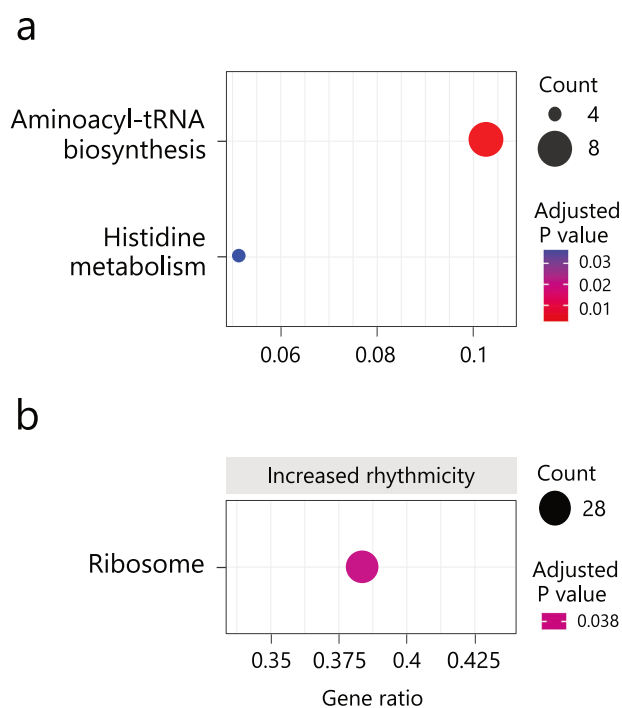 a
Aminoacyl-tRNA
biosynthesis
Histidine
metabolism
0.06 0.08 0.1
Count
4
8
Adjusted
P value
0.03
0.02
0.01
b
Increased rhythmicity
Ribosome
0.35 0.375 0.4 0.425
Gene ratio
Count
28
Adjusted
P value
0.038